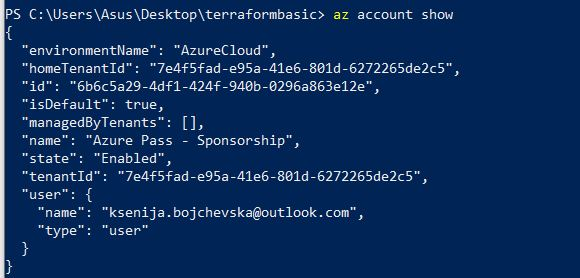 PS C:\Users\Asus\Desktop\terraformbasic> az account show
{
  "environmentName": "AzureCloud",
  "homeTenantId": "7e4f5fad-e95a-41e6-801d-6272265de2c5",
  "id": "6b6c5a29-4df1-424f-940b-0296a863e12e",
  "isDefault": true,
  "managedByTenants": [],
  "name": "Azure Pass - Sponsorship",
  "state": "Enabled",
  "tenantId": "7e4f5fad-e95a-41e6-801d-6272265de2c5",
  "user": {
    "name": "ksenija.bojchevska@outlook.com",
    "type": "user"
  }
}